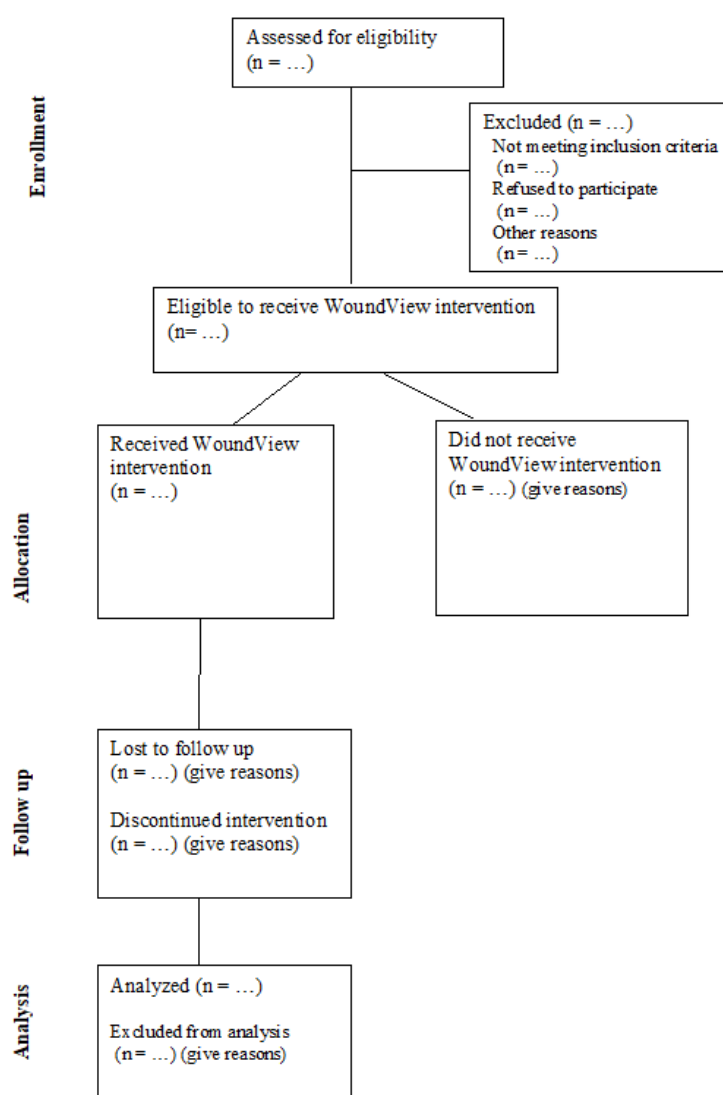 Assessed for eligibility
(n = …)
Enrollment
Excluded (n = …)
Not meeting inclusion criteria
(n = …)
Refused to participate
(n = …)
Other reasons
(n = …)
Eligible to receive WoundView intervention
(n= …)
Allocation
Received WoundView
intervention
(n = …)
Did not receive
WoundView intervention
(n = …) (give reasons)
Follow up
Lost to follow up
(n = …) (give reasons)
Discontinued intervention
(n = …) (give reasons)
Analysis
Analyzed (n = …)
Excluded from analysis
(n = …) (give reasons)